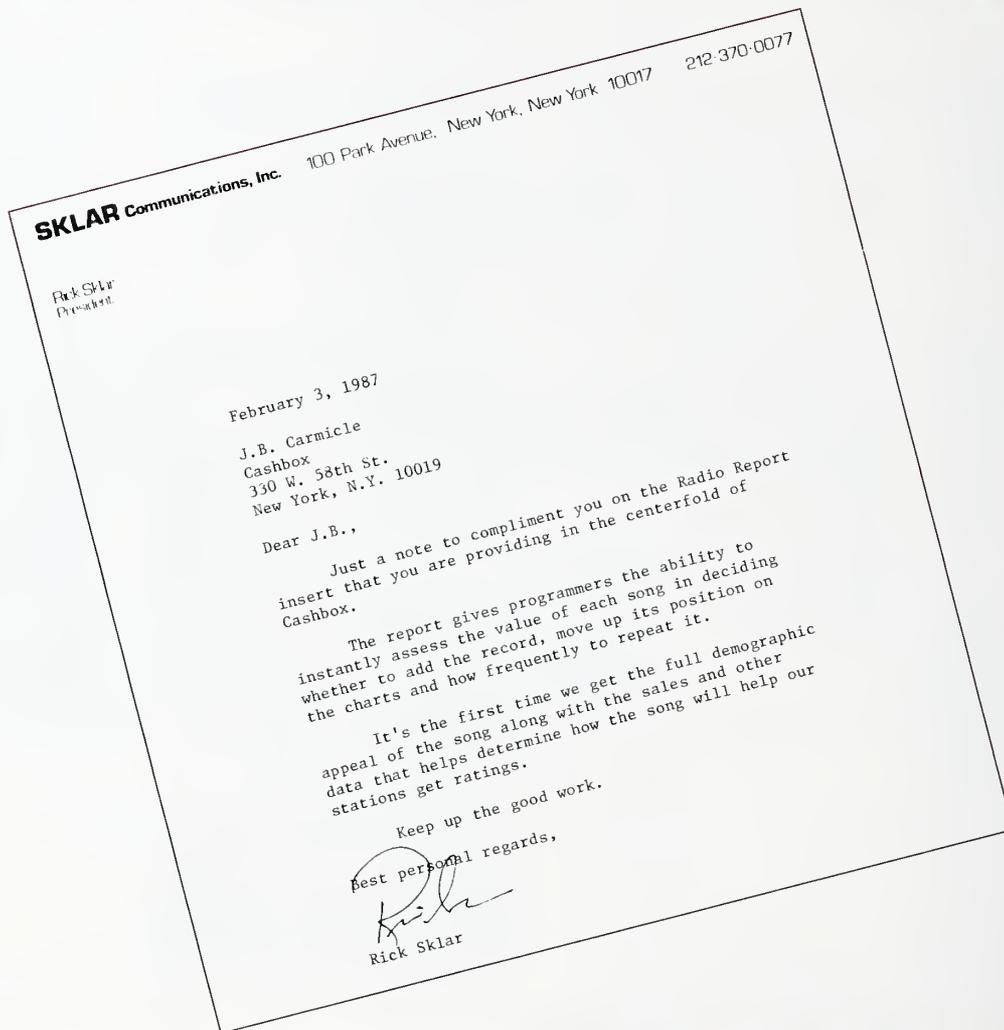 SKLAR Communications, Inc. 100 Park Avenue, New York, New York 10017 212·370·0077
Rick Sklar
President
February 3, 1987
J.B. Carmicle
Cashbox
330 W. 58th St.
New York, N.Y. 10019
Dear J.B.,
Just a note to compliment you on the Radio Report
insert that you are providing in the centerfold of
Cashbox.
The report gives programmers the ability to
instantly assess the value of each song in deciding
whether to add the record, move up its position on
the charts and how frequently to repeat it.
It's the first time we get the full demographic
appeal of the song along with the sales and other
data that helps determine how the song will help our
stations get ratings.
Keep up the good work.
Best personal regards,
Rick
Rick Sklar